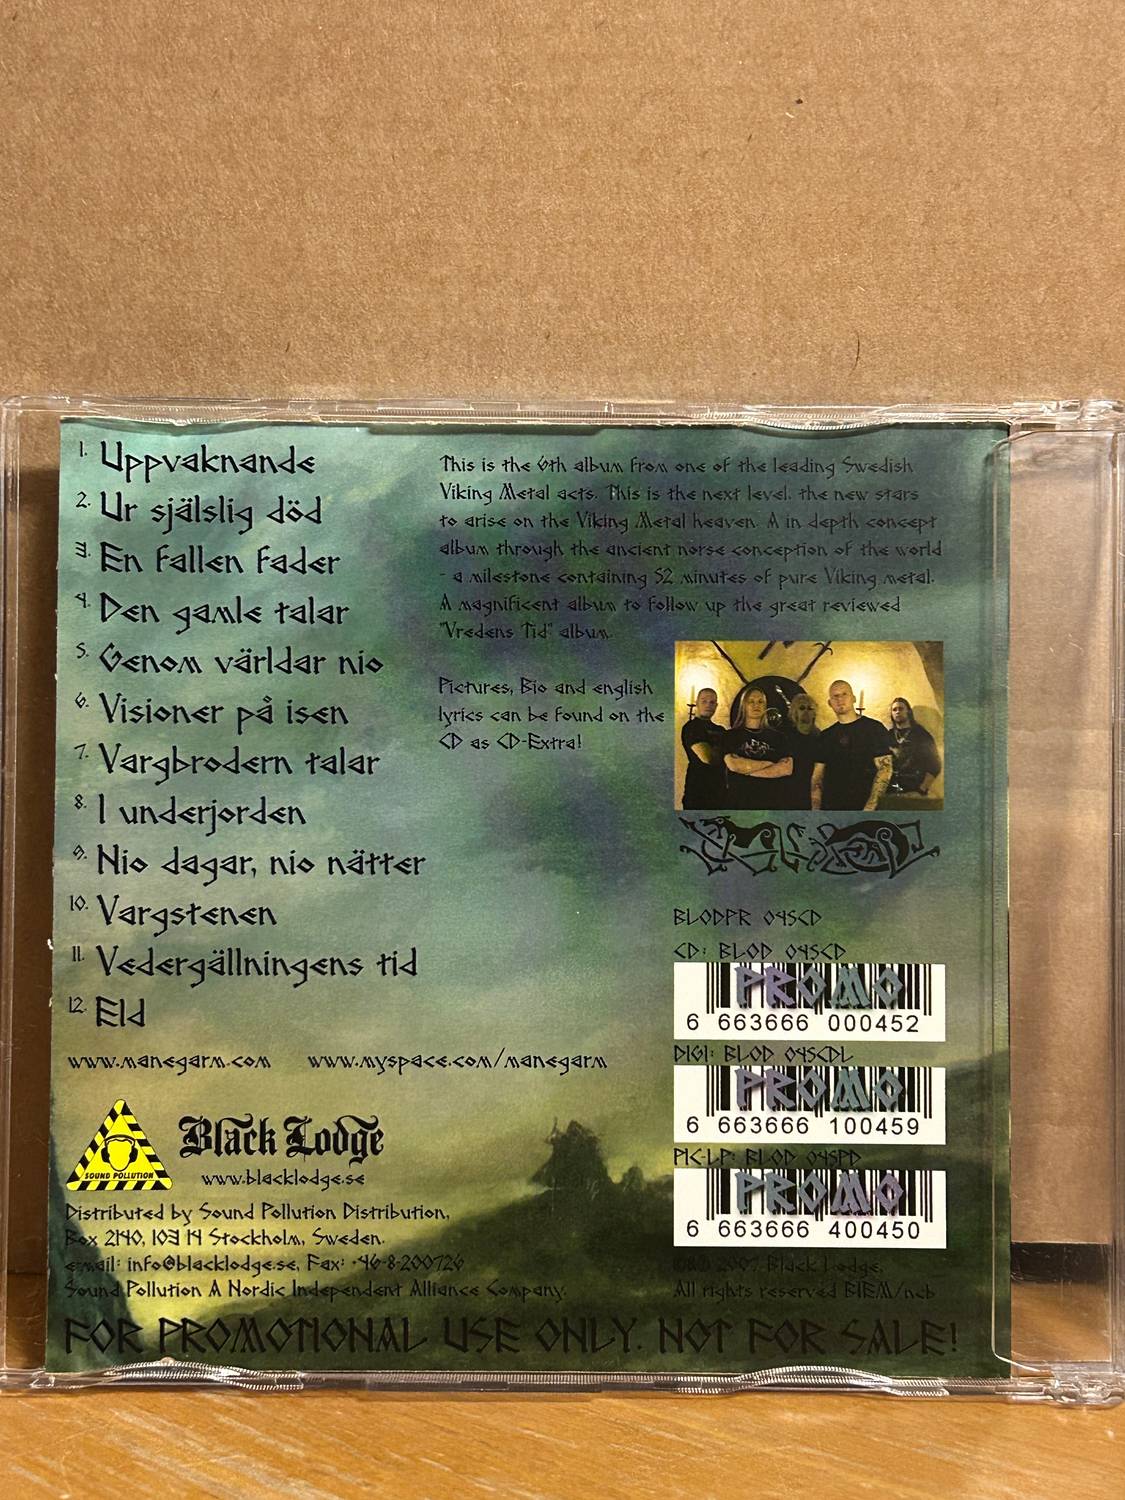 1. Uppvaknande
2. Ur själslig död
3. En fallen fader
4. Den gamle talar
5. Genom världar nio
6. Visioner på isen
7. Vargbrodern talar
8. I underjorden
9. Nio dagar, nio nätter
10. Vargstenen
11. Vedergällningens tid
12. Eld
www.manegarm.com www.myspace.com/manegarm
This is the 6th album from one of the leading Swedish
Viking Metal acts. This is the next level. the new stars
to arise on the Viking Metal heaven. A in depth concept
album through the ancient norse conception of the world
- a milestone containing 52 minutes of pure Viking metal.
A magnificent album to follow up the great reviewed
"Vredens Tid" album.
Pictures, Bio and english
lyrics can be found on the
CD as CD-Extra!
BLODPR 045CD
CD: BLOD 045CD
PROMO
6 663666 000452
DIGI: BLOD 045CDL
PROMO
6 663666 100459
PIC-LP: BLOD 045PD
PROMO
6 663666 400450
2007 Black Lodge,
All rights reserved BIEM/ncb
SOUND POLLUTION
Black Lodge
www.blacklodge.se
Distributed by Sound Pollution Distribution,
Box 2140, 103 14 Stockholm, Sweden.
e-mail: info@blacklodge.se, Fax: +46-8-200726
Sound Pollution A Nordic Independent Alliance Company.
FOR PROMOTIONAL USE ONLY. NOT FOR SALE!